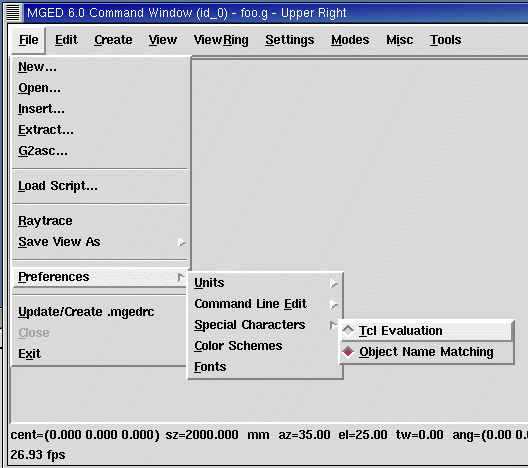 MGED 6.0 Command Window (id_0) - foo.g - Upper Right
File Edit Create View ViewRing Settings Modes Misc Tools
New...
Open...
Insert...
Extract...
G2asc...
Load Script...
Raytrace
Save View As
Preferences
Units
Command Line Edit
Special Characters
Tcl Evaluation
Object Name Matching
Color Schemes
Fonts
Update/Create .mgedrc
Close
Exit
cent=(0.000 0.000 0.000) sz=2000.000 mm az=35.00 el=25.00 tw=0.00 ang=(0.00 0.0
26.93 fps